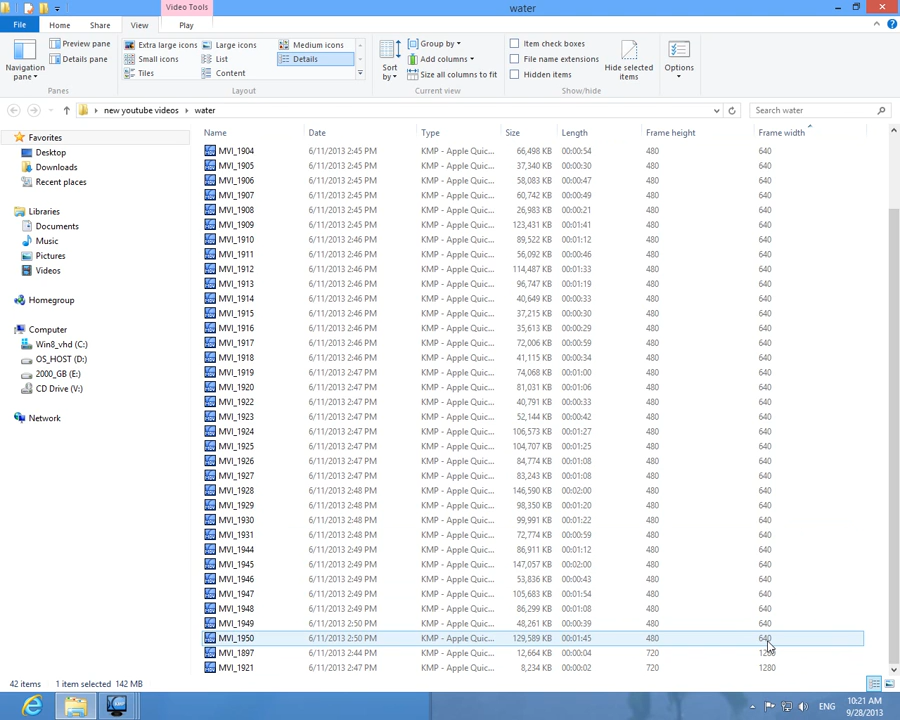 Video Tools
water
File Home Share View Play
Navigation pane
Preview pane
Details pane
Panes
Extra large icons Large icons Medium icons
Small icons List Details
Tiles Content
Layout
Sort by
Group by
Add columns
Size all columns to fit
Current view
Item check boxes
File name extensions
Hidden items
Hide selected items
Show/hide
Options
new youtube videos water
Search water
Favorites
Desktop
Downloads
Recent places
Libraries
Documents
Music
Pictures
Videos
Homegroup
Computer
Win8_vhd (C:)
OS_HOST (D:)
2000_GB (E:)
CD Drive (V:)
Network
Name Date Type Size Length Frame height Frame width
MVI_1904 6/11/2013 2:45 PM KMP - Apple Quic... 66,498 KB 00:00:54 480 640
MVI_1905 6/11/2013 2:45 PM KMP - Apple Quic... 37,340 KB 00:00:30 480 640
MVI_1906 6/11/2013 2:45 PM KMP - Apple Quic... 58,083 KB 00:00:47 480 640
MVI_1907 6/11/2013 2:45 PM KMP - Apple Quic... 60,742 KB 00:00:49 480 640
MVI_1908 6/11/2013 2:45 PM KMP - Apple Quic... 26,983 KB 00:00:21 480 640
MVI_1909 6/11/2013 2:45 PM KMP - Apple Quic... 123,431 KB 00:01:41 480 640
MVI_1910 6/11/2013 2:46 PM KMP - Apple Quic... 89,522 KB 00:01:12 480 640
MVI_1911 6/11/2013 2:46 PM KMP - Apple Quic... 56,092 KB 00:00:46 480 640
MVI_1912 6/11/2013 2:46 PM KMP - Apple Quic... 114,487 KB 00:01:33 480 640
MVI_1913 6/11/2013 2:46 PM KMP - Apple Quic... 96,747 KB 00:01:19 480 640
MVI_1914 6/11/2013 2:46 PM KMP - Apple Quic... 40,649 KB 00:00:33 480 640
MVI_1915 6/11/2013 2:46 PM KMP - Apple Quic... 37,215 KB 00:00:30 480 640
MVI_1916 6/11/2013 2:46 PM KMP - Apple Quic... 35,613 KB 00:00:29 480 640
MVI_1917 6/11/2013 2:46 PM KMP - Apple Quic... 72,006 KB 00:00:59 480 640
MVI_1918 6/11/2013 2:46 PM KMP - Apple Quic... 41,115 KB 00:00:34 480 640
MVI_1919 6/11/2013 2:46 PM KMP - Apple Quic... 74,068 KB 00:01:00 480 640
MVI_1920 6/11/2013 2:46 PM KMP - Apple Quic... 81,031 KB 00:01:06 480 640
MVI_1922 6/11/2013 2:47 PM KMP - Apple Quic... 40,791 KB 00:00:33 480 640
MVI_1923 6/11/2013 2:47 PM KMP - Apple Quic... 52,144 KB 00:00:42 480 640
MVI_1924 6/11/2013 2:47 PM KMP - Apple Quic... 106,573 KB 00:01:27 480 640
MVI_1925 6/11/2013 2:47 PM KMP - Apple Quic... 104,707 KB 00:01:25 480 640
MVI_1926 6/11/2013 2:47 PM KMP - Apple Quic... 84,774 KB 00:01:08 480 640
MVI_1927 6/11/2013 2:47 PM KMP - Apple Quic... 83,243 KB 00:01:08 480 640
MVI_1928 6/11/2013 2:47 PM KMP - Apple Quic... 146,590 KB 00:02:00 480 640
MVI_1929 6/11/2013 2:48 PM KMP - Apple Quic... 98,350 KB 00:01:20 480 640
MVI_1930 6/11/2013 2:48 PM KMP - Apple Quic... 99,991 KB 00:01:22 480 640
MVI_1931 6/11/2013 2:48 PM KMP - Apple Quic... 72,774 KB 00:00:59 480 640
MVI_1944 6/11/2013 2:49 PM KMP - Apple Quic... 86,911 KB 00:01:12 480 640
MVI_1945 6/11/2013 2:49 PM KMP - Apple Quic... 147,057 KB 00:02:00 480 640
MVI_1946 6/11/2013 2:49 PM KMP - Apple Quic... 53,836 KB 00:00:43 480 640
MVI_1947 6/11/2013 2:49 PM KMP - Apple Quic... 105,683 KB 00:01:54 480 640
MVI_1948 6/11/2013 2:49 PM KMP - Apple Quic... 86,299 KB 00:01:08 480 640
MVI_1949 6/11/2013 2:50 PM KMP - Apple Quic... 48,261 KB 00:00:39 480 640
MVI_1950 6/11/2013 2:50 PM KMP - Apple Quic... 129,589 KB 00:01:45 480 640
MVI_1897 6/11/2013 2:44 PM KMP - Apple Quic... 12,664 KB 00:00:04 720 1280
MVI_1921 6/11/2013 2:46 PM KMP - Apple Quic... 8,234 KB 00:00:02 720 1280
42 items 1 item selected 142 MB
ENG
10:21 AM
9/28/2013